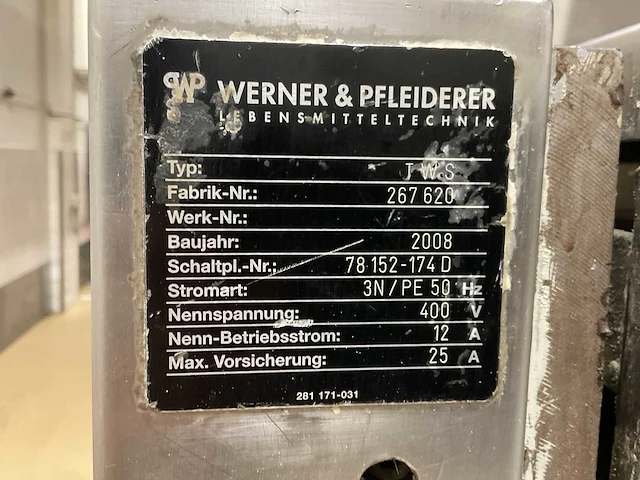 WP WERNER & PFLEIDERER
LEBENSMITTELTECHNIK
Typ: T W S
Fabrik-Nr.: 267 620
Werk-Nr.:
Baujahr: 2008
Schaltpl.-Nr.: 78 152-174 D
Stromart: 3N/PE 50 Hz
Nennspannung: 400 V
Nenn-Betriebsstrom: 12 A
Max. Vorsicherung: 25 A
281 171-031